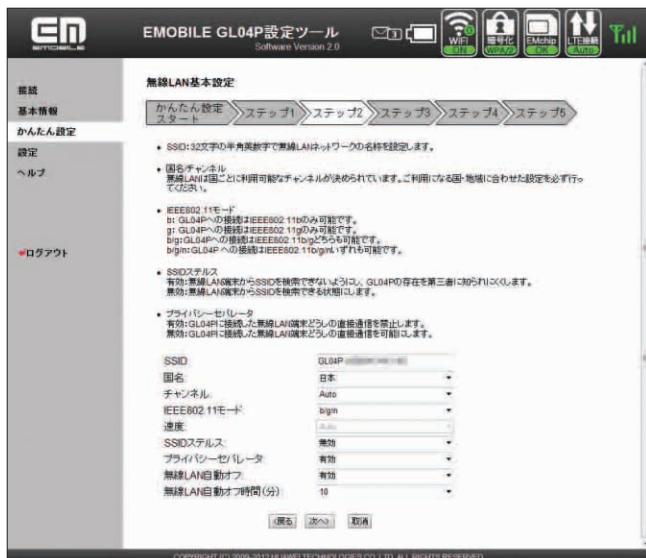 EM
EMOBILE
EMOBILE GL04P設定ツール
Software Version 2.0
1
WiFi
ON
暗号化
WPA/2
EMchip
OK
LTE接続
Auto
接続
基本情報
かんたん設定
設定
ヘルプ
ログアウト
無線LAN基本設定
かんたん設定
スタート
ステップ1
ステップ2
ステップ3
ステップ4
ステップ5
• SSID:32文字の半角英数字で無線LANネットワークの名称を設定します。
• 国名/チャンネル
無線LANは国ごとに利用可能なチャンネルが決められています。ご利用になる国・地域に合わせた設定を必ず行っ
てください。
• IEEE802.11モード
b: GL04Pへの接続はIEEE802.11bのみ可能です。
g: GL04Pへの接続はIEEE802.11gのみ可能です。
b/g:GL04Pへの接続はIEEE802.11b/gどちらも可能です。
b/g/n:GL04P への接続はIEEE802.11b/g/nいずれも可能です。
• SSIDステルス
有効:無線LAN端末からSSIDを検索できないようにし、GL04Pの存在を第三者に知られにくくします。
無効:無線LAN端末からSSIDを検索できる状態にします。
• プライバシーセパレータ
有効:GL04Pに接続した無線LAN端末どうしの直接通信を禁止します。
無効:GL04Pに接続した無線LAN端末どうしの直接通信を可能にします。
SSID: GL04P
国名: 日本
チャンネル: Auto
IEEE802.11モード: b/g/n
速度: Auto
SSIDステルス: 無効
プライバシーセパレータ: 有効
無線LAN自動オフ: 有効
無線LAN自動オフ時間(分): 10
<戻る 次へ> 取消
COPYRIGHT (C) 2009-2012 HUAWEI TECHNOLOGIES CO., LTD. ALL RIGHTS RESERVED.